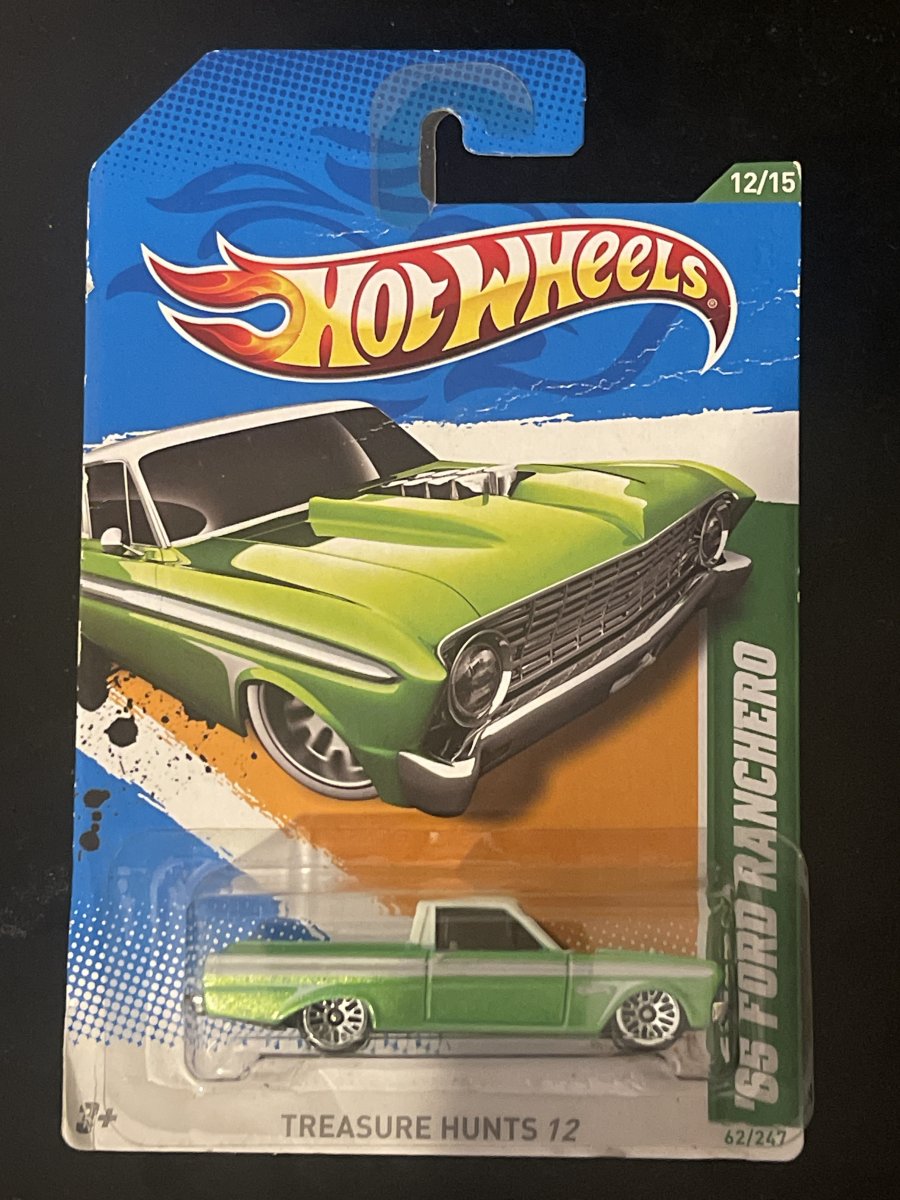 12/15
HOT WHEELS®
'65 FORD RANCHERO
3+
TREASURE HUNTS 12
62/247